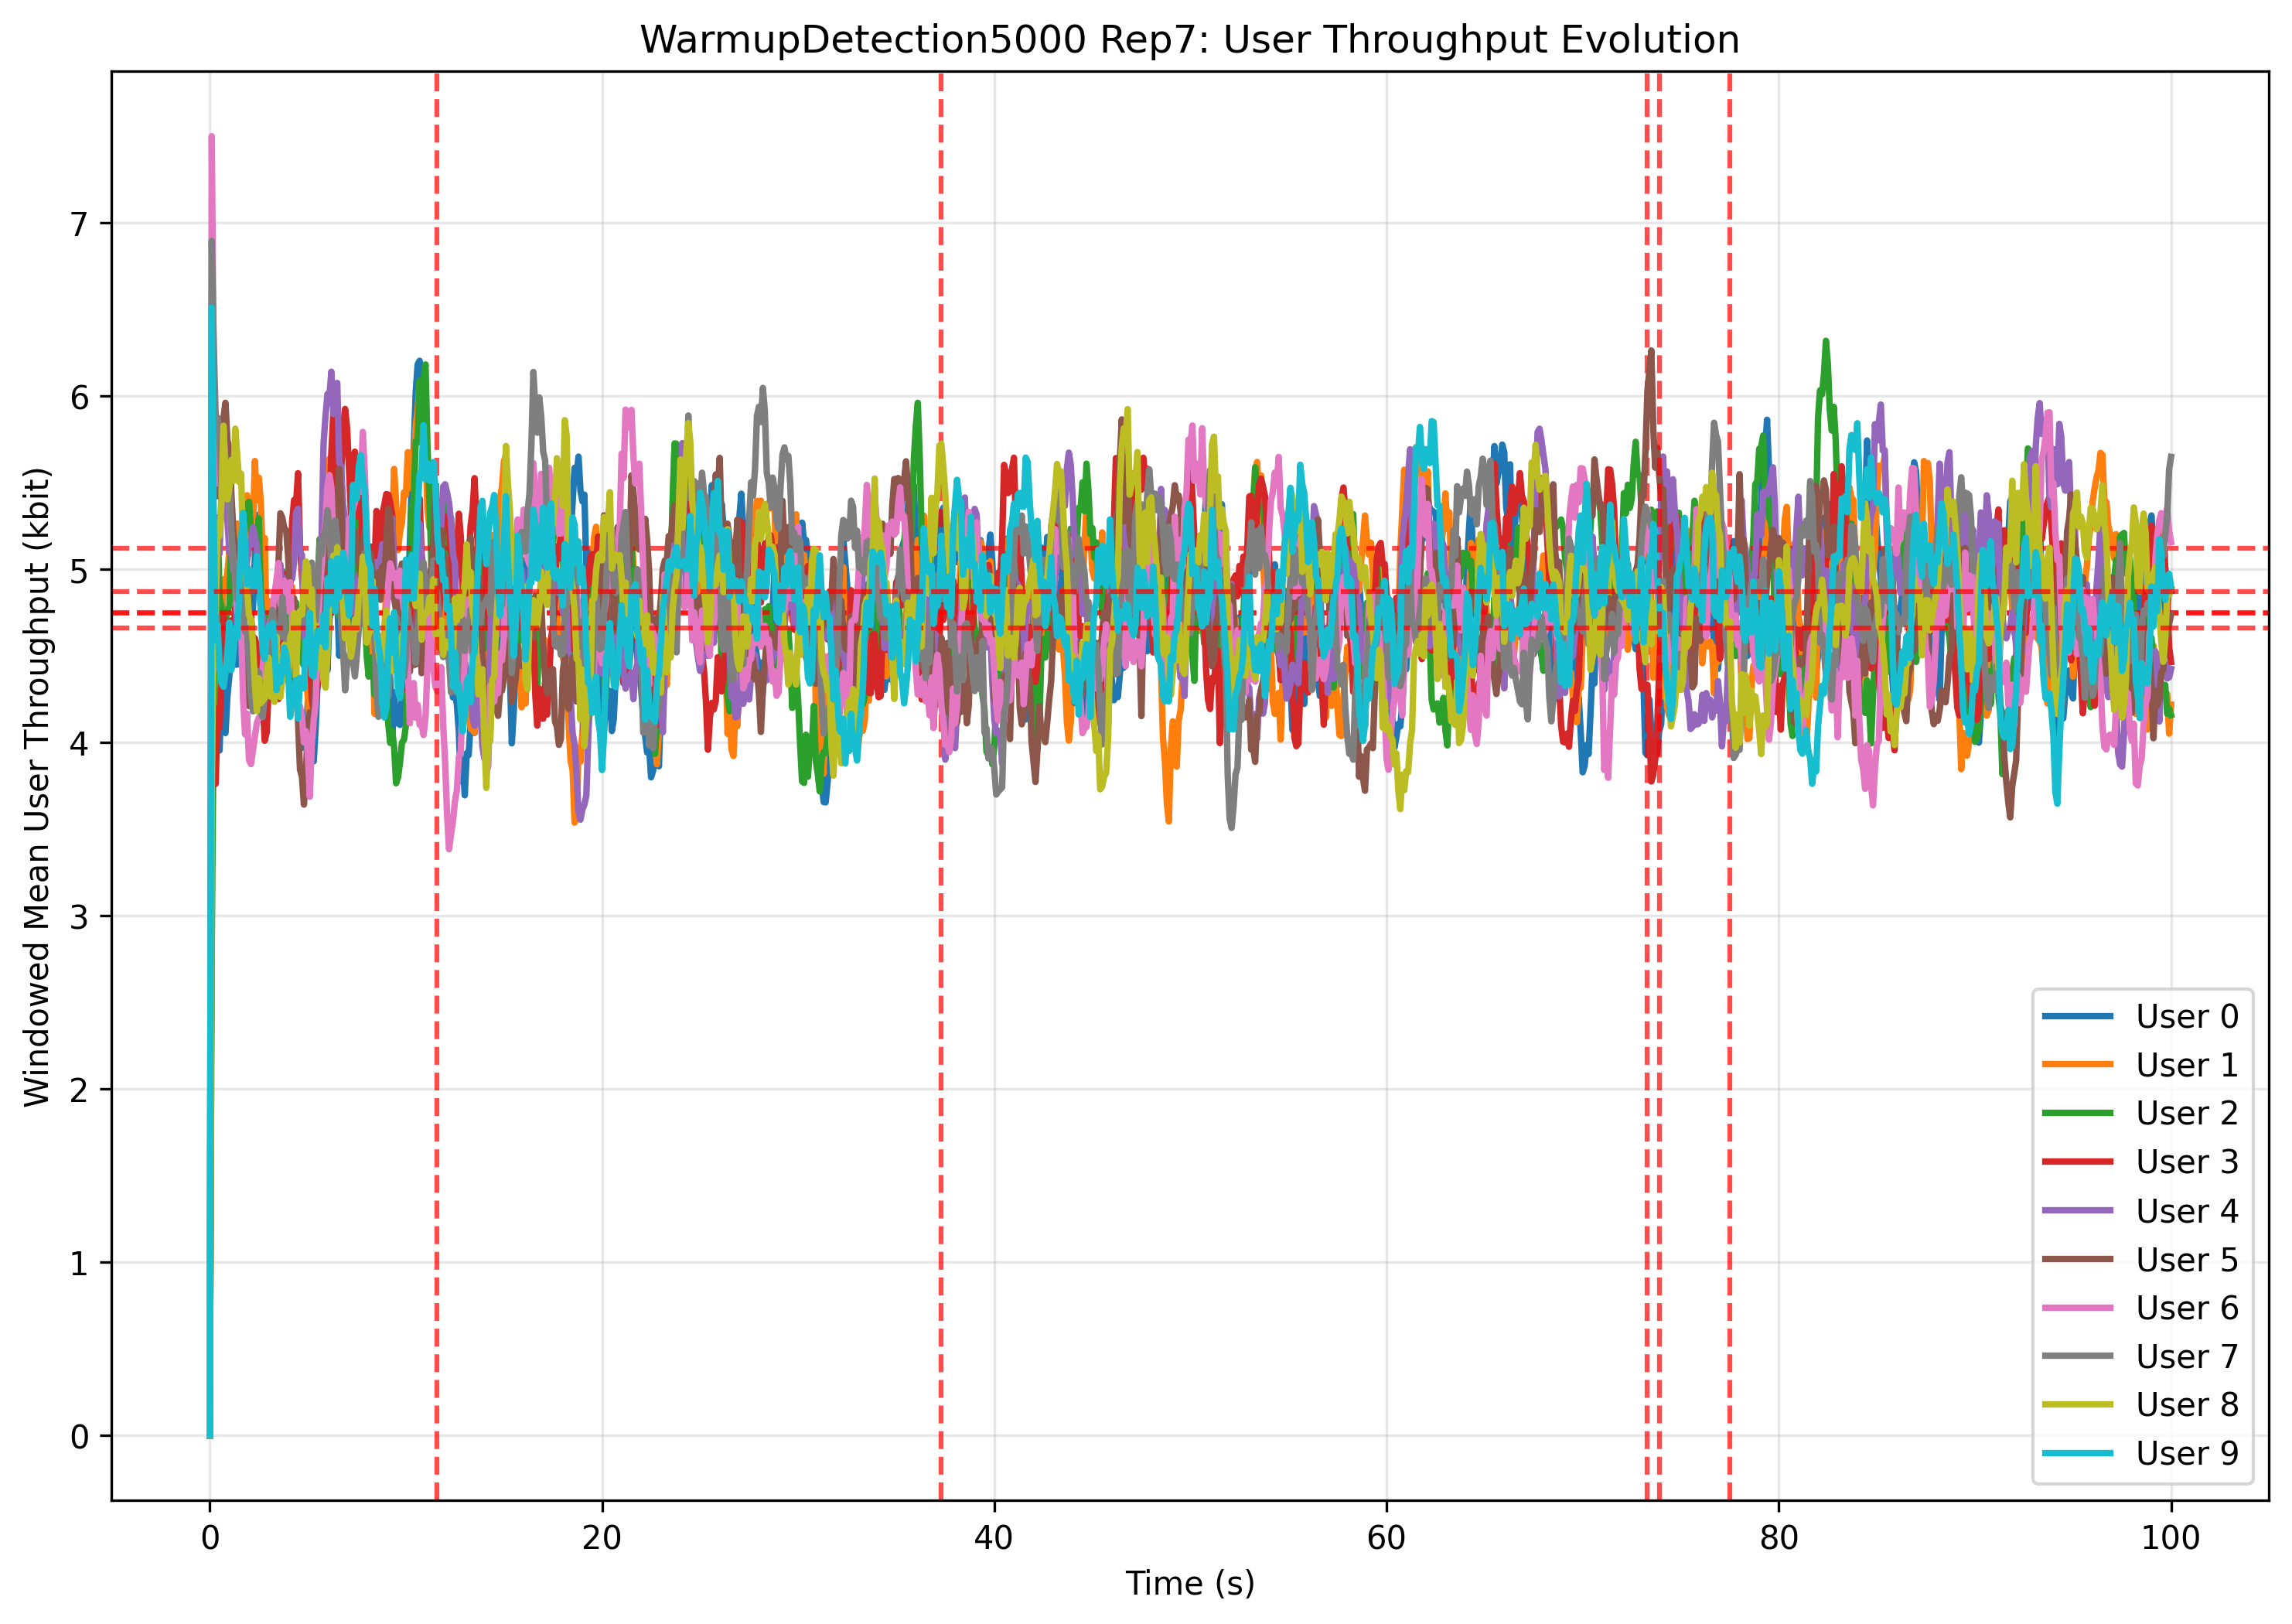 WarmupDetection5000 Rep7: User Throughput Evolution
Windowed Mean User Throughput (kbit)
7
6
5
4
3
2
1
0
0
20
40
60
80
100
Time (s)
User 0
User 1
User 2
User 3
User 4
User 5
User 6
User 7
User 8
User 9